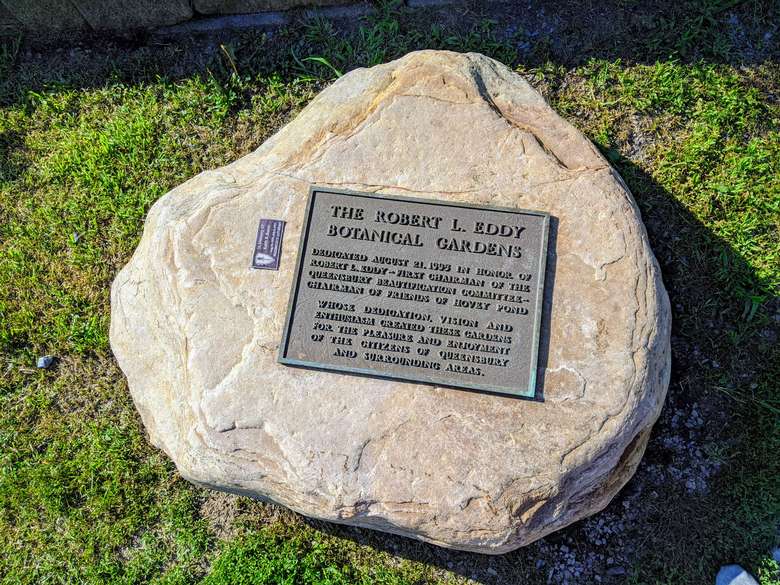 THE ROBERT L. EDDY
BOTANICAL GARDENS
DEDICATED AUGUST 21, 1995 IN HONOR OF
ROBERT L. EDDY - FIRST CHAIRMAN OF THE
QUEENSBURY BEAUTIFICATION COMMITTEE -
CHAIRMAN OF FRIENDS OF HOVEY POND
WHOSE DEDICATION, VISION AND
ENTHUSIASM CREATED THESE GARDENS
FOR THE PLEASURE AND ENJOYMENT
OF THE CITIZENS OF QUEENSBURY
AND SURROUNDING AREAS.